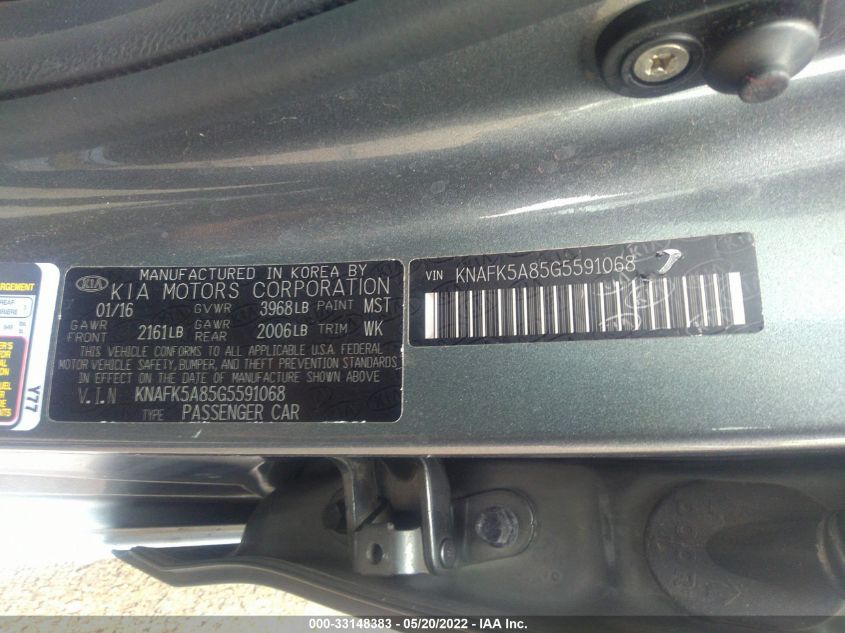 MANUFACTURED IN KOREA BY
KIA KIA MOTORS CORPORATION
01/16 GVWR 3968LB PAINT MST
GAWR FRONT 2161LB GAWR REAR 2006LB TRIM WK
THIS VEHICLE CONFORMS TO ALL APPLICABLE U.S.A. FEDERAL
MOTOR VEHICLE SAFETY, BUMPER, AND THEFT PREVENTION STANDARDS
IN EFFECT ON THE DATE OF MANUFACTURE SHOWN ABOVE
V.I.N KNAFK5A85G5591068
TYPE PASSENGER CAR
VIN KNAFK5A85G5591068
Y77
000-33148383 - 05/20/2022 - IAA Inc.